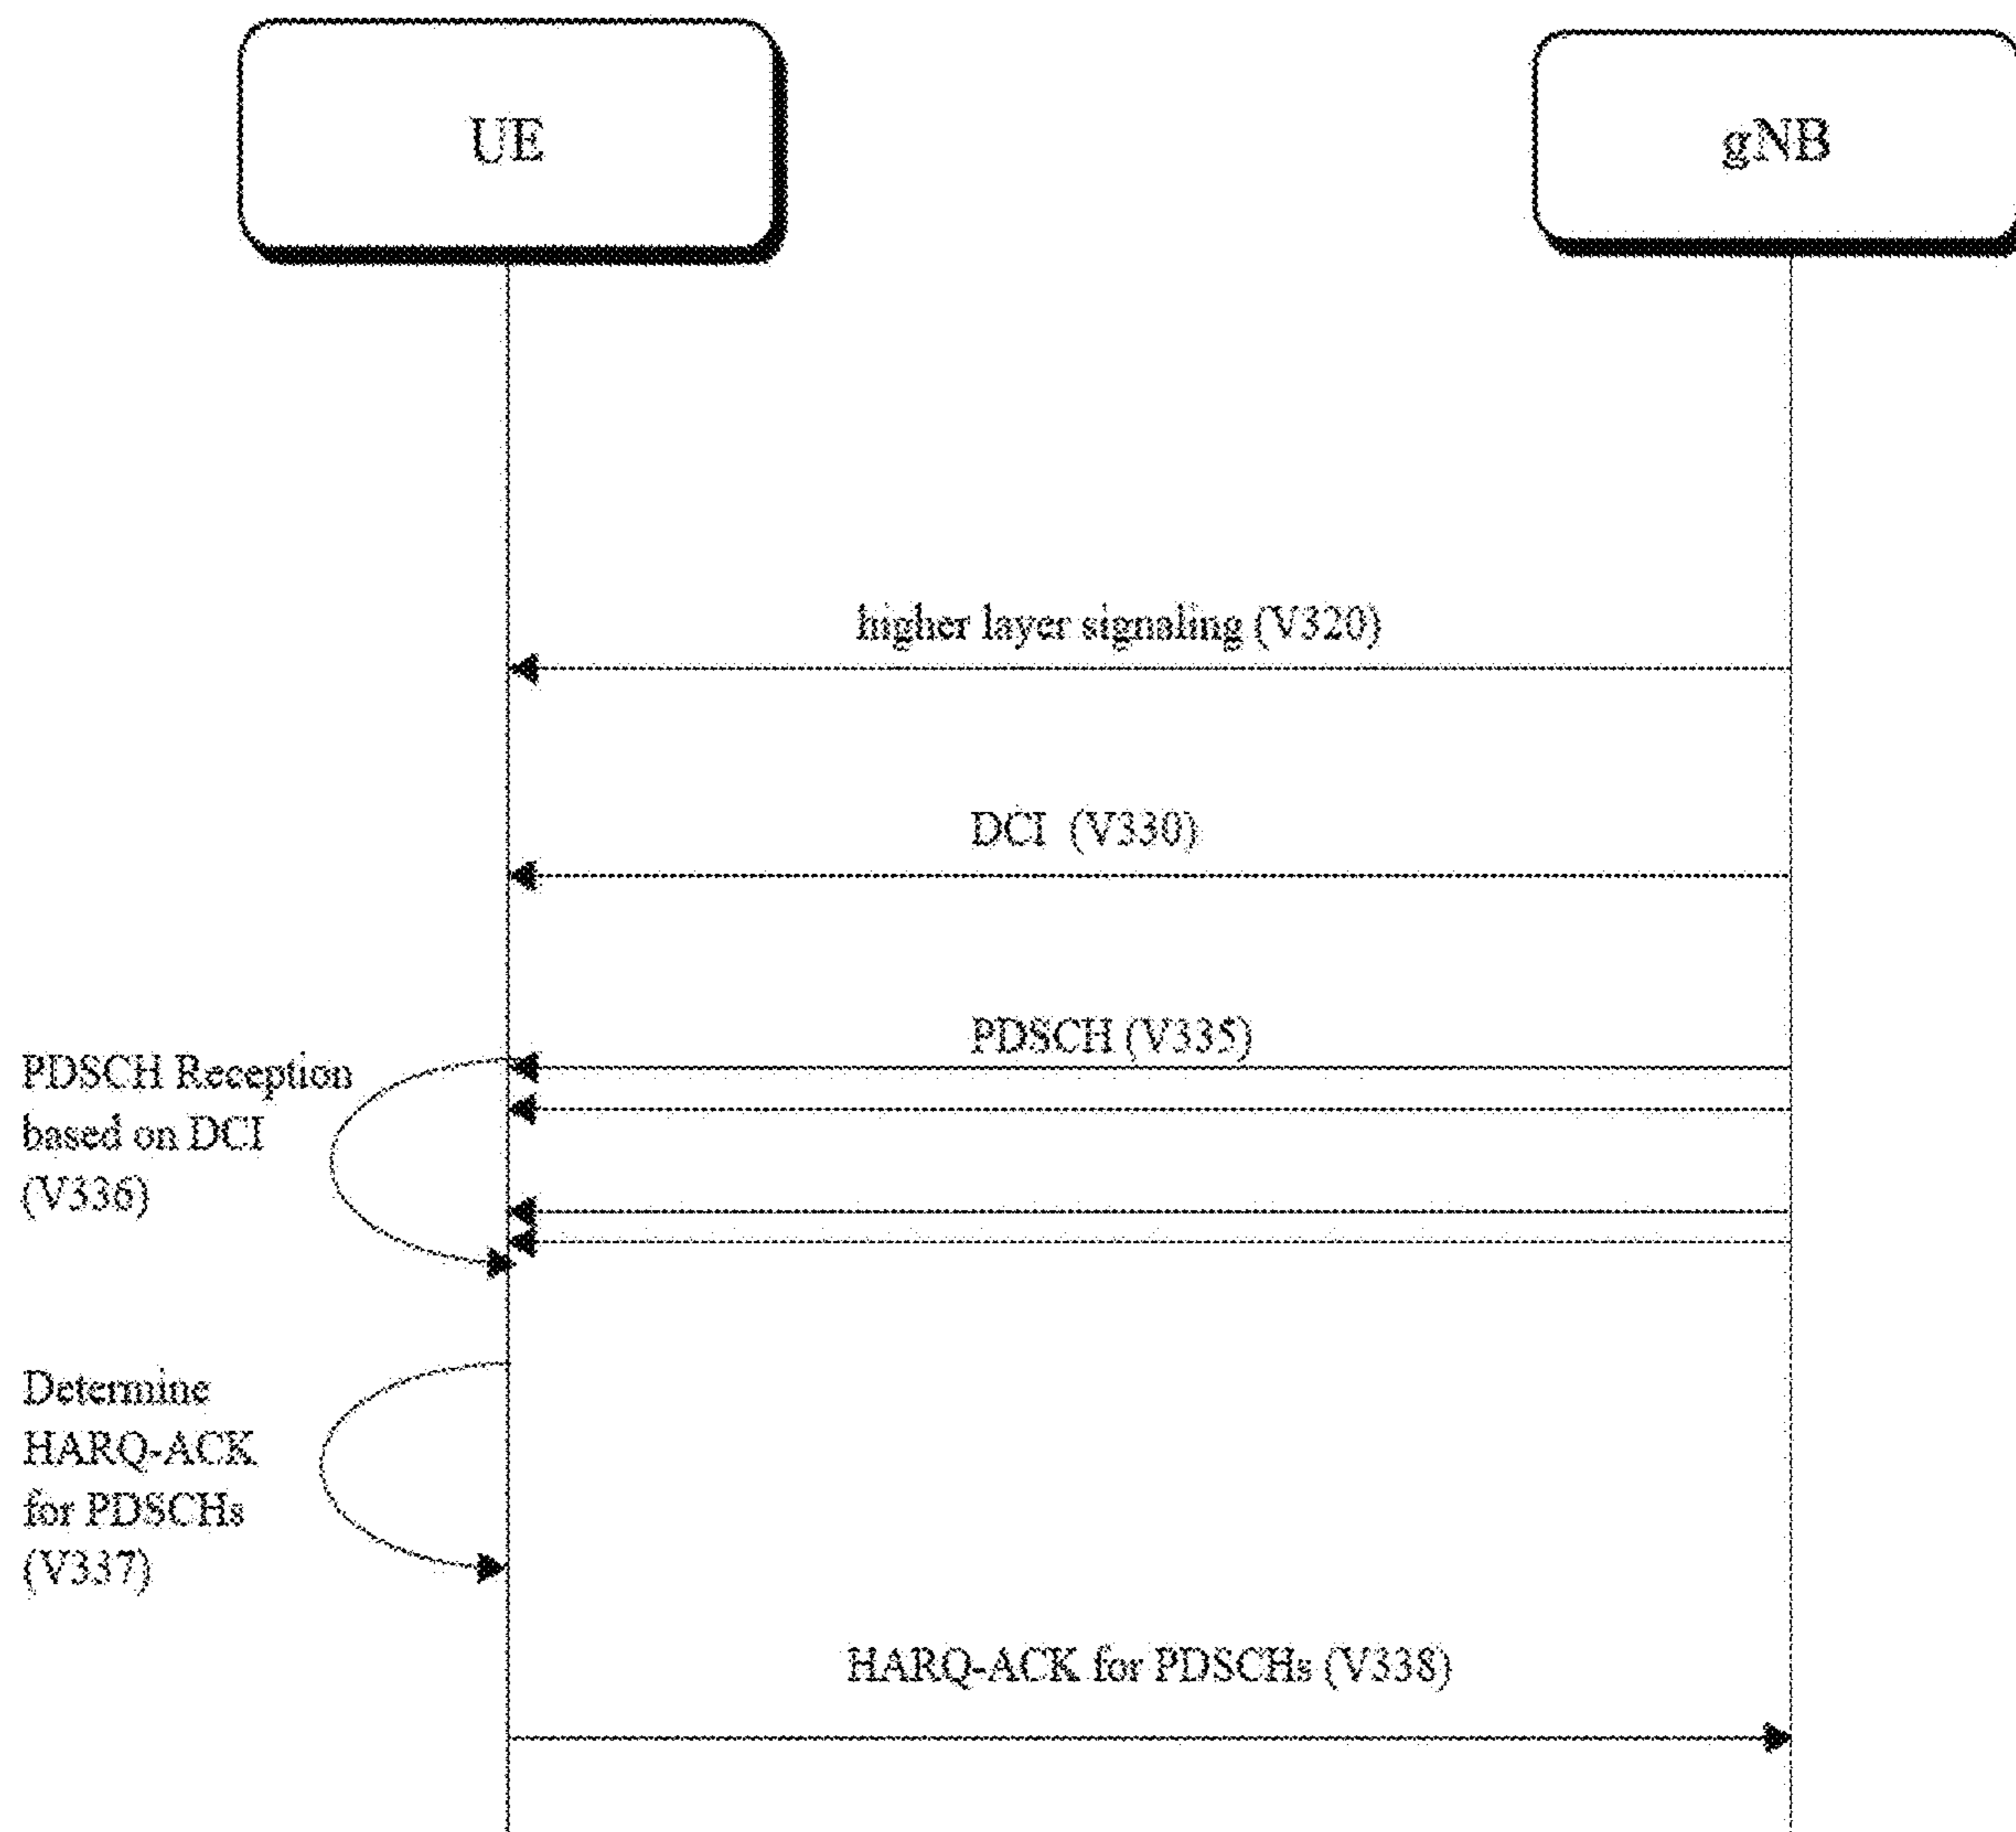 UE
gNB
higher layer signaling (V320)
DCI (V330)
PDSCH (V335)
PDSCH Reception
based on DCI
(V336)
Determine
HARQ-ACK
for PDSCHs
(V337)
HARQ-ACK for PDSCHs (V338)